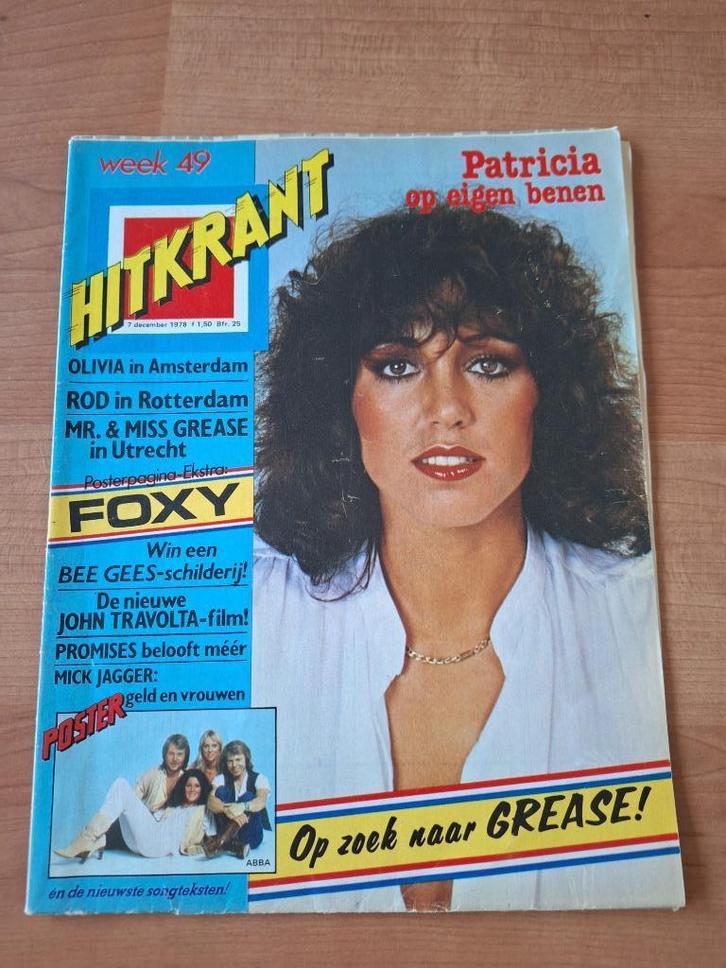 week 49
HITKRANT
7 december 1978 f 1,50 Bfr. 25
Patricia
op eigen benen
OLIVIA in Amsterdam
ROD in Rotterdam
MR. & MISS GREASE
in Utrecht
Posterpagina-Ekstra:
FOXY
Win een
BEE GEES-schilderij!
De nieuwe
JOHN TRAVOLTA-film!
PROMISES belooft méér
MICK JAGGER:
geld en vrouwen
POSTER
ABBA
én de nieuwste songteksten!
Op zoek naar GREASE!